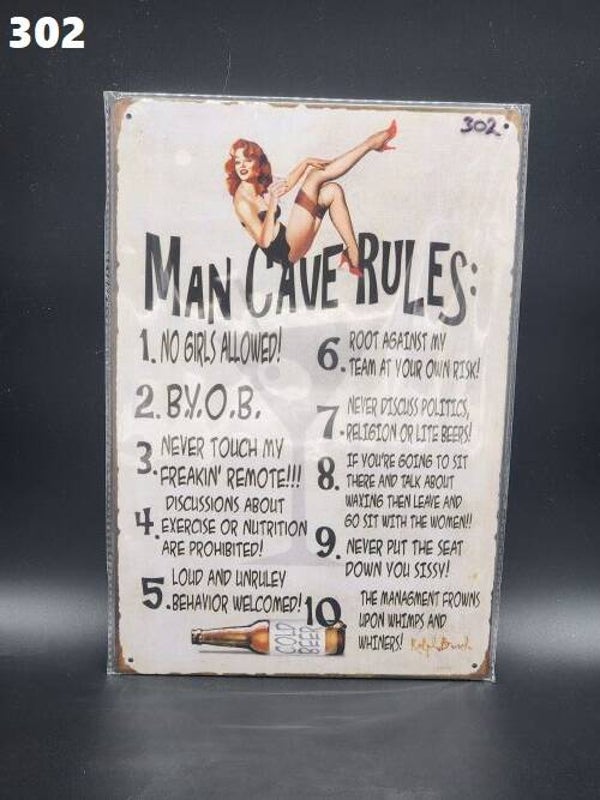 302
302
MAN CAVE RULES:
1. NO GIRLS ALLOWED!
2. B.Y.O.B.
3. NEVER TOUCH MY
FREAKIN' REMOTE!!!
4. DISCUSSIONS ABOUT
EXERCISE OR NUTRITION
ARE PROHIBITED!
5. LOUD AND UNRULEY
BEHAVIOR WELCOMED!
COLD
BEER
6. ROOT AGAINST MY
TEAM AT YOUR OWN RISK!
7. NEVER DISCUSS POLITICS,
RELIGION OR LITE BEERS!
8. IF YOU'RE GOING TO SIT
THERE AND TALK ABOUT
WAXING THEN LEAVE AND
GO SIT WITH THE WOMEN!!
9. NEVER PUT THE SEAT
DOWN YOU SISSY!
10. THE MANAGMENT FROWNS
UPON WHIMPS AND
WHINERS!
Ralph Burch